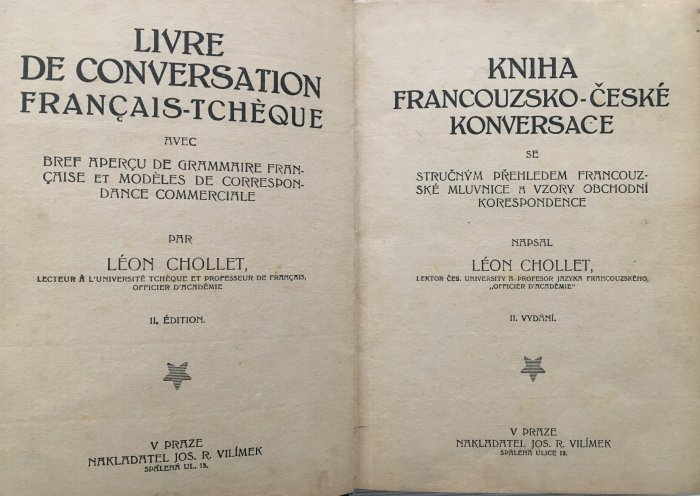 LIVRE
DE CONVERSATION
FRANÇAIS-TCHÈQUE
AVEC
BREF APERÇU DE GRAMMAIRE FRAN-
ÇAISE ET MODÈLES DE CORRESPON-
DANCE COMMERCIALE
PAR
LÉON CHOLLET,
LECTEUR À L'UNIVERSITÉ TCHÈQUE ET PROFESSEUR DE FRANÇAIS,
OFFICIER D'ACADÉMIE
II. ÉDITION.
V PRAZE
NAKLADATEL JOS. R. VILÍMEK
SPÁLENÁ UL. 13.
KNIHA
FRANCOUZSKO-ČESKÉ
KONVERSACE
SE
STRUČNÝM PŘEHLEDEM FRANCOUZ-
SKÉ MLUVNICE A VZORY OBCHODNÍ
KORESPONDENCE
NAPSAL
LÉON CHOLLET,
LEKTOR ČES. UNIVERSITY A PROFESOR JAZYKA FRANCOUZSKÉHO,
„OFFICIER D'ACADÉMIE"
II. VYDÁNÍ.
V PRAZE
NAKLADATEL JOS. R. VILÍMEK
SPÁLENÁ ULICE 13.